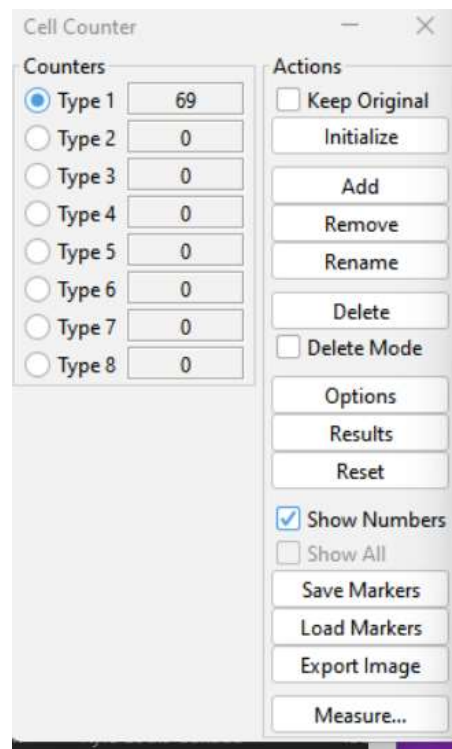 Cell Counter
Counters
Type 1 69
Type 2 0
Type 3 0
Type 4 0
Type 5 0
Type 6 0
Type 7 0
Type 8 0
Actions
Keep Original
Initialize
Add
Remove
Rename
Delete
Delete Mode
Options
Results
Reset
Show Numbers
Show All
Save Markers
Load Markers
Export Image
Measure...